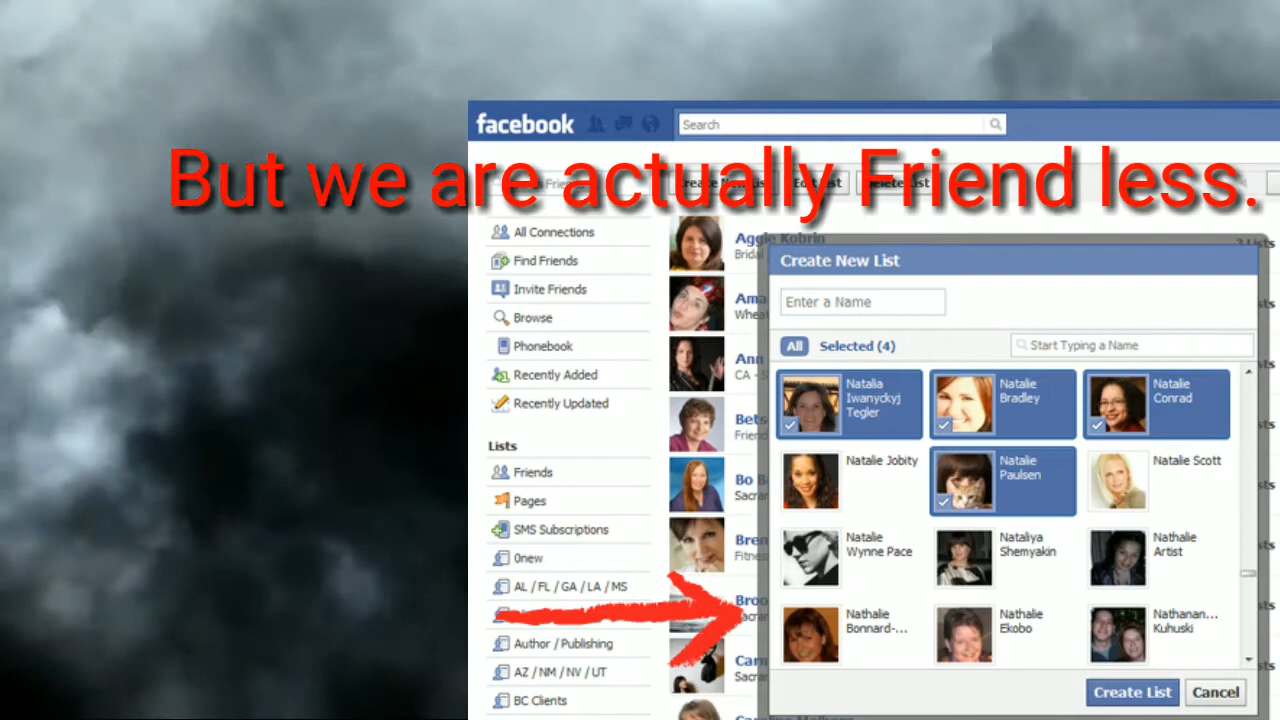 facebook
Search
But we are actually Friend less.
All Connections
Find Friends
Invite Friends
Browse
Phonebook
Recently Added
Recently Updated
Lists
Friends
Pages
SMS Subscriptions
0new
AL / FL / GA / LA / MS
Author / Publishing
AZ / NM / NV / UT
BC Clients
Aggie Kobrin
Bridal
Ann
CA - S
Create New List
Enter a Name
All Selected (4)
Start Typing a Name
Natalia Iwanyckyj Tegler
Natalie Bradley
Natalie Conrad
Natalie Jobity
Natalie Paulsen
Natalie Scott
Natalie Wynne Pace
Nataliya Shemyakin
Nathalie Artist
Nathalie Bonnard-...
Nathalie Ekobo
Nathanan... Kuhuski
Create List
Cancel